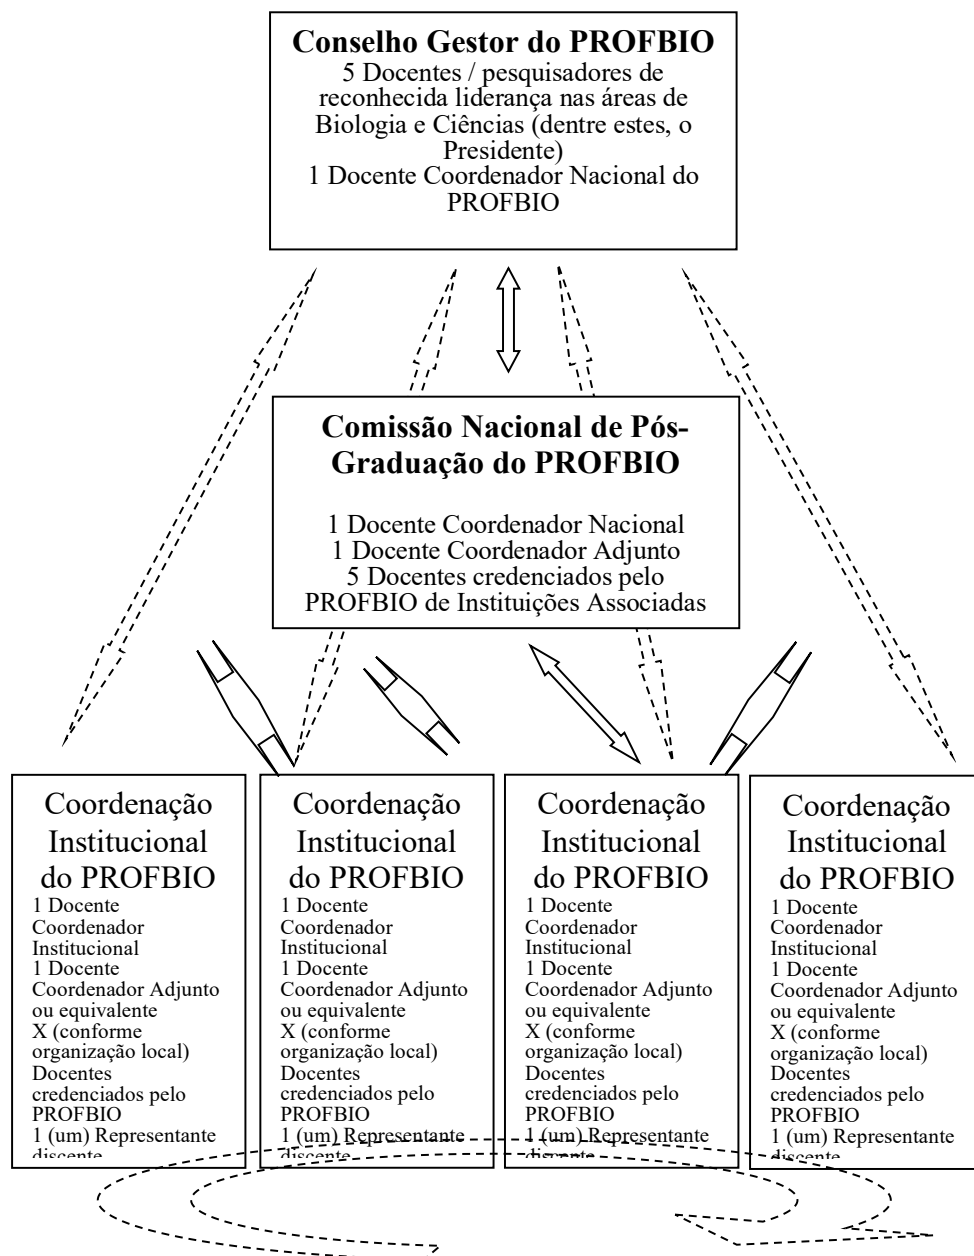 Conselho Gestor do PROFBIO
5 Docentes / pesquisadores de
reconhecida liderança nas áreas de
Biologia e Ciências (dentre estes, o
Presidente)
1 Docente Coordenador Nacional do
PROFBIO
Comissão Nacional de Pós-
Graduação do PROFBIO
1 Docente Coordenador Nacional
1 Docente Coordenador Adjunto
5 Docentes credenciados pelo
PROFBIO de Instituições Associadas
Coordenação
Institucional
do PROFBIO
1 Docente
Coordenador
Institucional
1 Docente
Coordenador Adjunto
ou equivalente
X (conforme
organização local)
Docentes
credenciados pelo
PROFBIO
1 (um) Representante
discente
Coordenação
Institucional
do PROFBIO
1 Docente
Coordenador
Institucional
1 Docente
Coordenador Adjunto
ou equivalente
X (conforme
organização local)
Docentes
credenciados pelo
PROFBIO
1 (um) Representante
discente
Coordenação
Institucional
do PROFBIO
1 Docente
Coordenador
Institucional
1 Docente
Coordenador Adjunto
ou equivalente
X (conforme
organização local)
Docentes
credenciados pelo
PROFBIO
1 (um) Representante
discente
Coordenação
Institucional
do PROFBIO
1 Docente
Coordenador
Institucional
1 Docente
Coordenador Adjunto
ou equivalente
X (conforme
organização local)
Docentes
credenciados pelo
PROFBIO
1 (um) Representante
discente